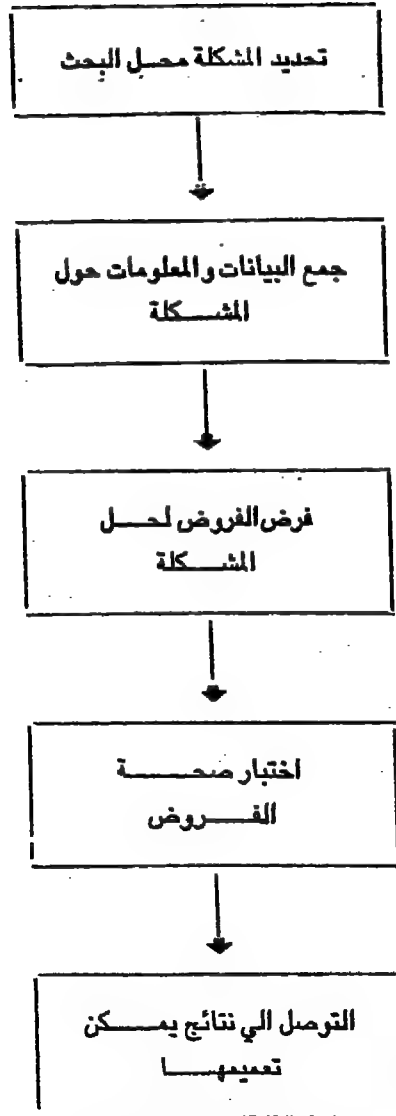 تحديد المشكلة محل البحث
جمع البيانات والمعلومات حول
المشكلة
فرض الفروض لحل
المشكلة
اختبار صحة
الفروض
التوصل الي نتائج يمكن
تعميمها